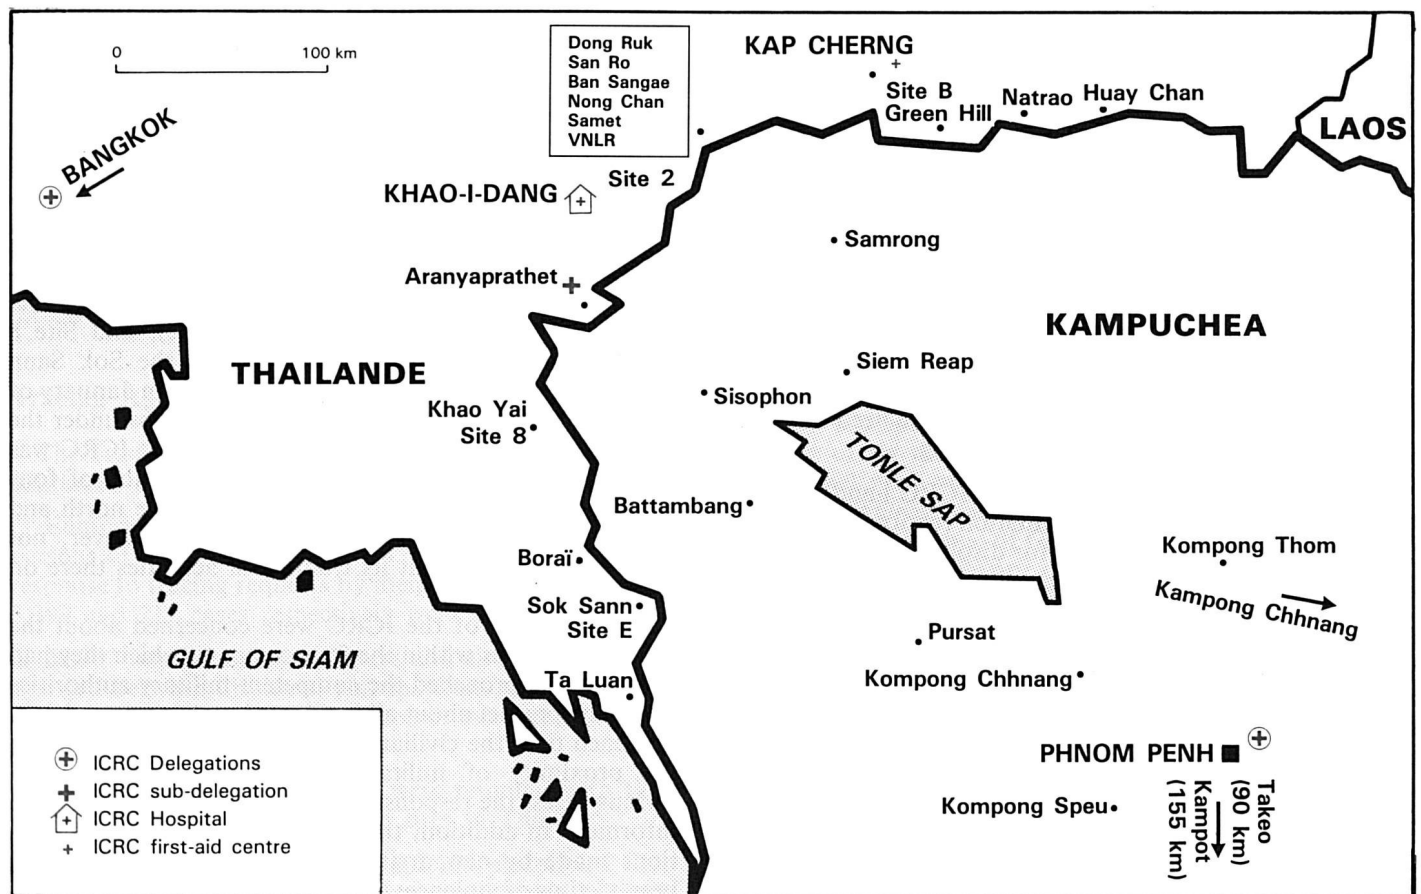 0
100 km
Dong Ruk
San Ro
Ban Sangae
Nong Chan
Samet
VNLR
KAP CHERNG
Site B
Green Hill
Natrao
Huay Chan
LAOS
BANGKOK
KHAO-I-DANG
Site 2
Samrong
Aranyaprathet
KAMPUCHEA
THAILANDE
Siem Reap
Sisophon
Khao Yai
Site 8
TONLE SAP
Battambang
Boraï
Kompong Thom
Kampong Chhnang
Sok Sann
Site E
Pursat
GULF OF SIAM
Ta Luan
Kompong Chhnang
PHNOM PENH
Kompong Speu
Takeo
(90 km)
Kampot
(155 km)
ICRC Delegations
ICRC sub-delegation
ICRC Hospital
ICRC first-aid centre